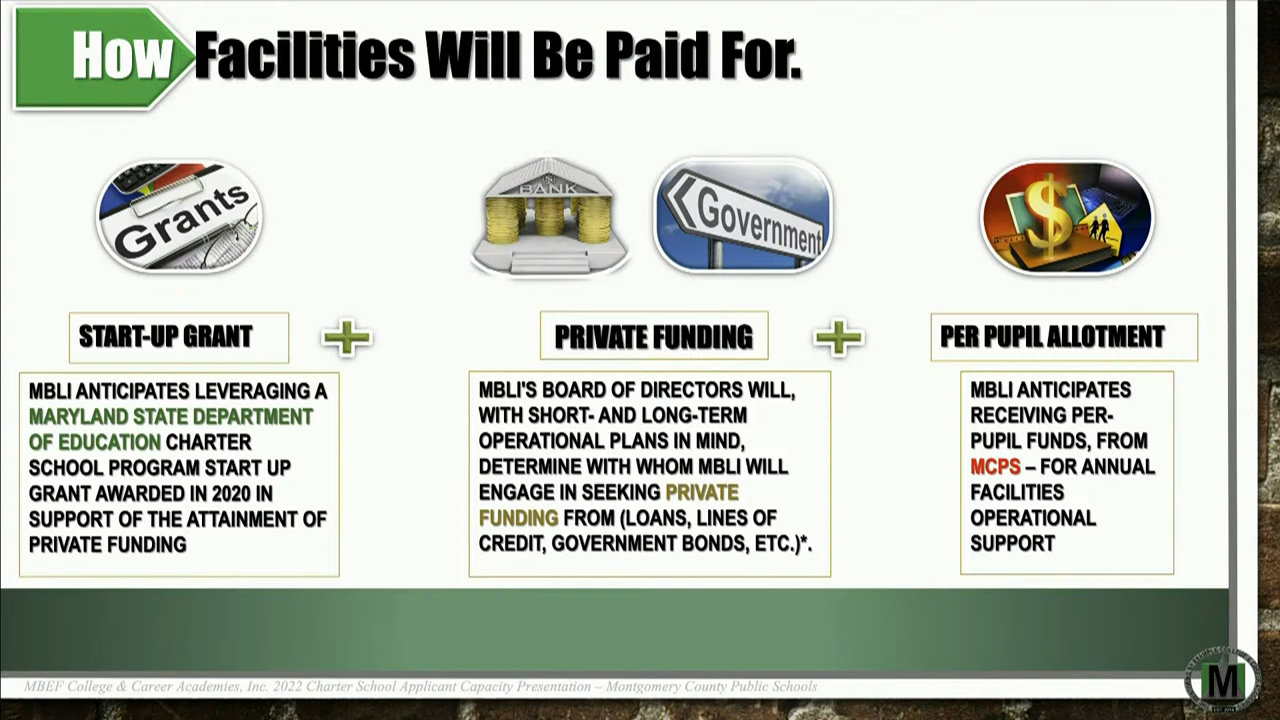 How Facilities Will Be Paid For.
Grants
BANK
Government
START-UP GRANT
PRIVATE FUNDING
PER PUPIL ALLOTMENT
MBLI ANTICIPATES LEVERAGING A
MARYLAND STATE DEPARTMENT
OF EDUCATION CHARTER
SCHOOL PROGRAM START UP
GRANT AWARDED IN 2020 IN
SUPPORT OF THE ATTAINMENT OF
PRIVATE FUNDING
MBLI'S BOARD OF DIRECTORS WILL,
WITH SHORT- AND LONG-TERM
OPERATIONAL PLANS IN MIND,
DETERMINE WITH WHOM MBLI WILL
ENGAGE IN SEEKING PRIVATE
FUNDING FROM (LOANS, LINES OF
CREDIT, GOVERNMENT BONDS, ETC.)*.
MBLI ANTICIPATES
RECEIVING PER-
PUPIL FUNDS, FROM
MCPS – FOR ANNUAL
FACILITIES
OPERATIONAL
SUPPORT
MBEF College & Career Academies, Inc. 2022 Charter School Applicant Capacity Presentation – Montgomery County Public Schools
M